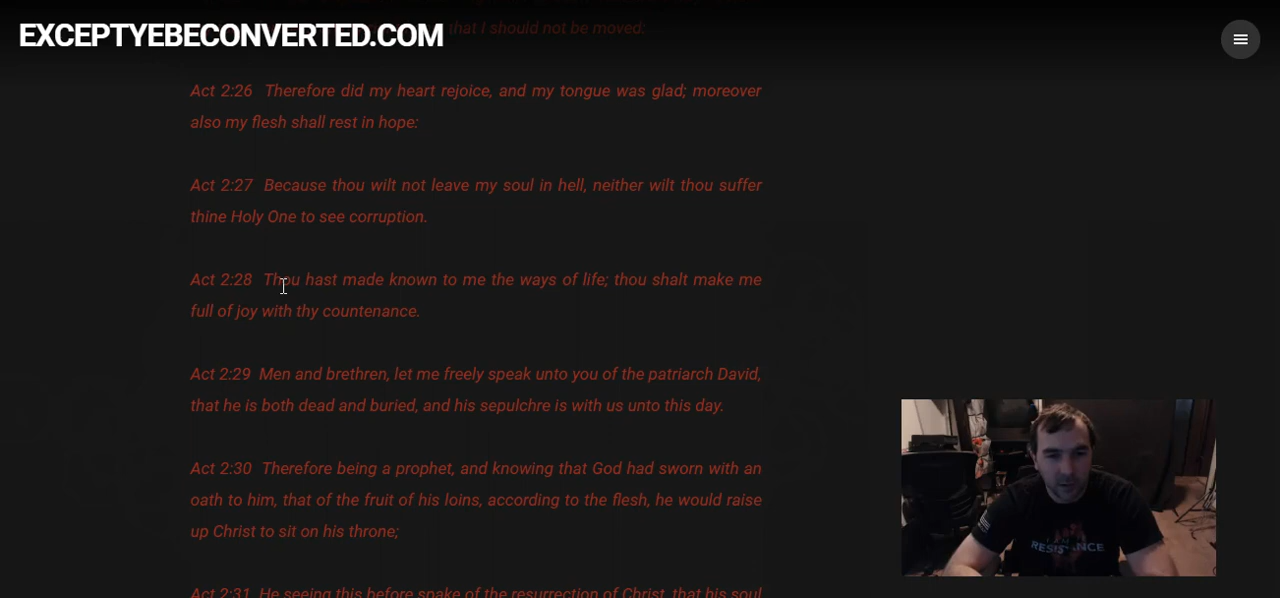 that I should not be moved:
EXCEPTYEBECONVERTED.COM
Act 2:26 Therefore did my heart rejoice, and my tongue was glad; moreover
also my flesh shall rest in hope:
Act 2:27 Because thou wilt not leave my soul in hell, neither wilt thou suffer
thine Holy One to see corruption.
Act 2:28 Thou hast made known to me the ways of life; thou shalt make me
full of joy with thy countenance.
Act 2:29 Men and brethren, let me freely speak unto you of the patriarch David,
that he is both dead and buried, and his sepulchre is with us unto this day.
Act 2:30 Therefore being a prophet, and knowing that God had sworn with an
oath to him, that of the fruit of his loins, according to the flesh, he would raise
up Christ to sit on his throne;
Act 2:31 He seeing this before spake of the resurrection of Christ, that his soul